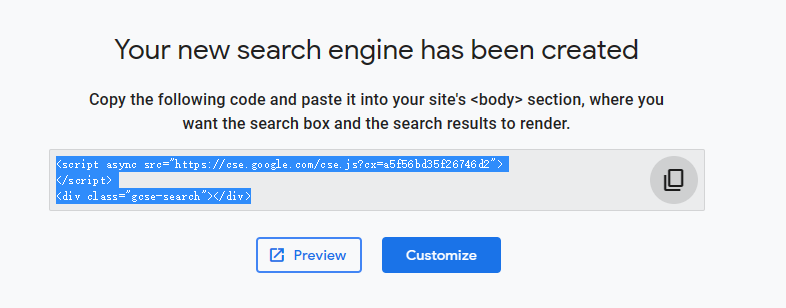 Your new search engine has been created
Copy the following code and paste it into your site's <body> section, where you
want the search box and the search results to render.
<script async src="https://cse.google.com/cse.js?cx=a5f56bd35f26746d2">
</script>
<div class="gcse-search"></div>
Preview
Customize